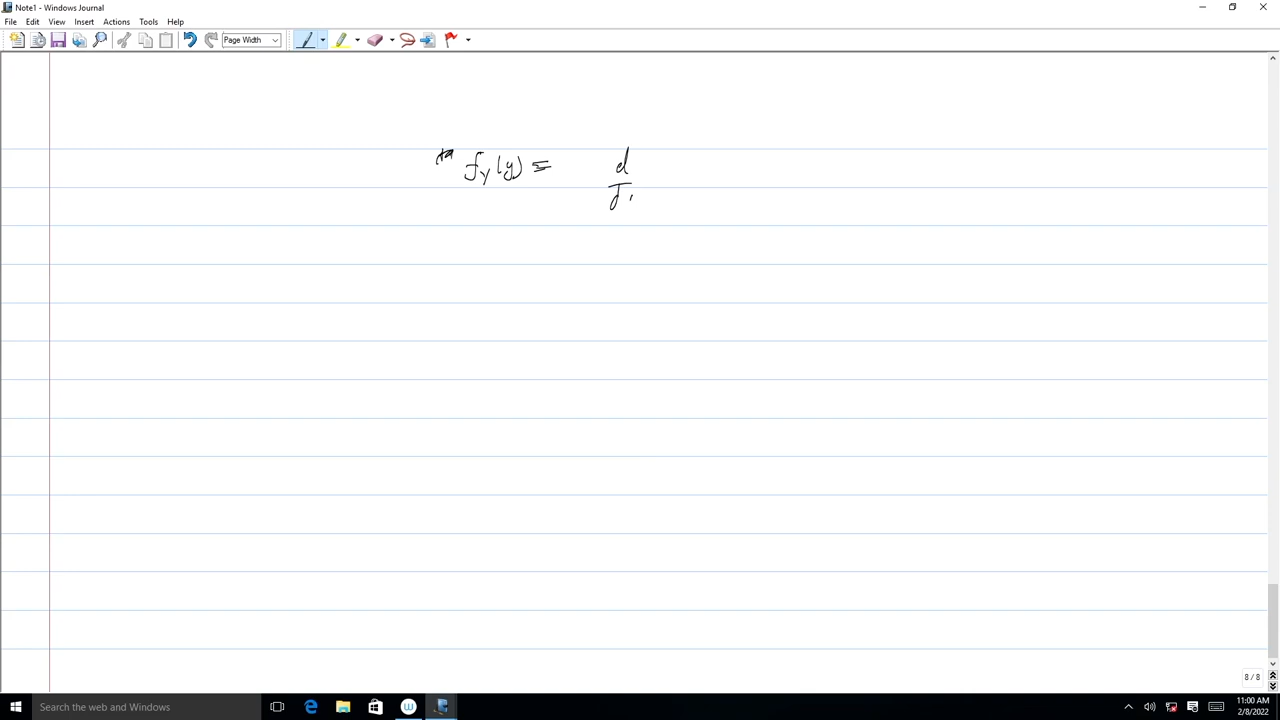 Note1 - Windows Journal
File Edit View Insert Actions Tools Help
Page Width
f_Y(y) =
d
8 / 8
Search the web and Windows
11:00 AM
2/8/2022